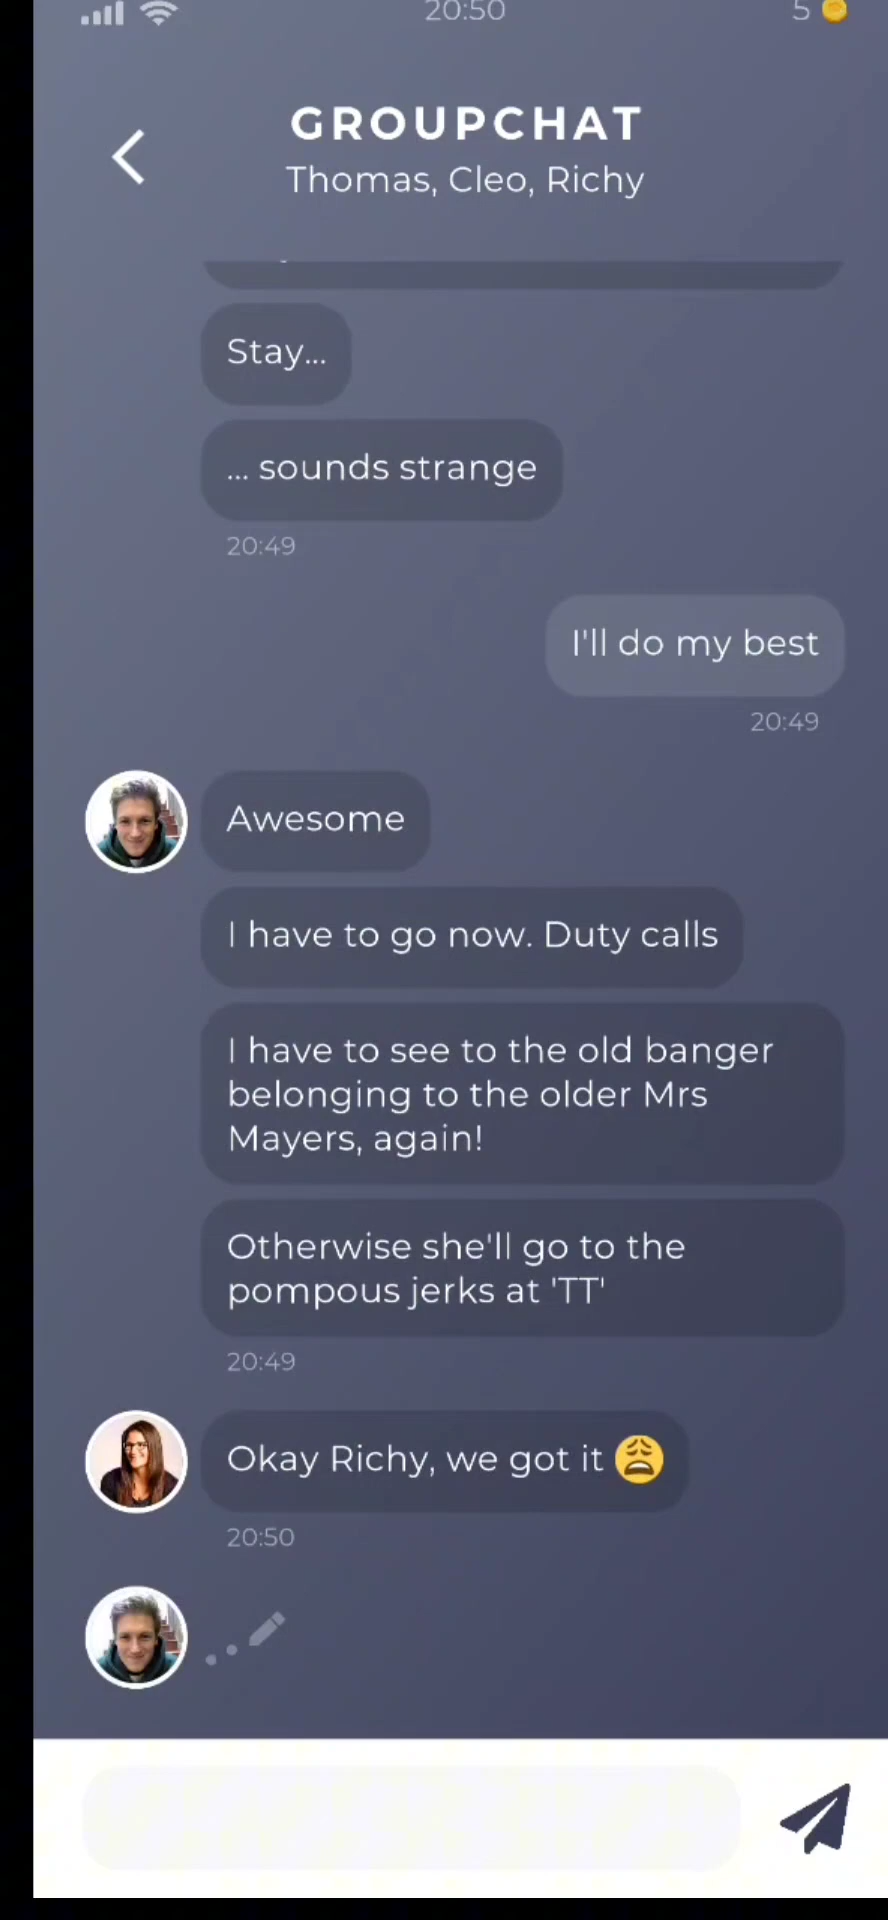 20:50
5
GROUPCHAT
Thomas, Cleo, Richy
Stay...
... sounds strange
20:49
I'll do my best
20:49
Awesome
I have to go now. Duty calls
I have to see to the old banger
belonging to the older Mrs
Mayers, again!
Otherwise she'll go to the
pompous jerks at 'TT'
20:49
Okay Richy, we got it 😩
20:50